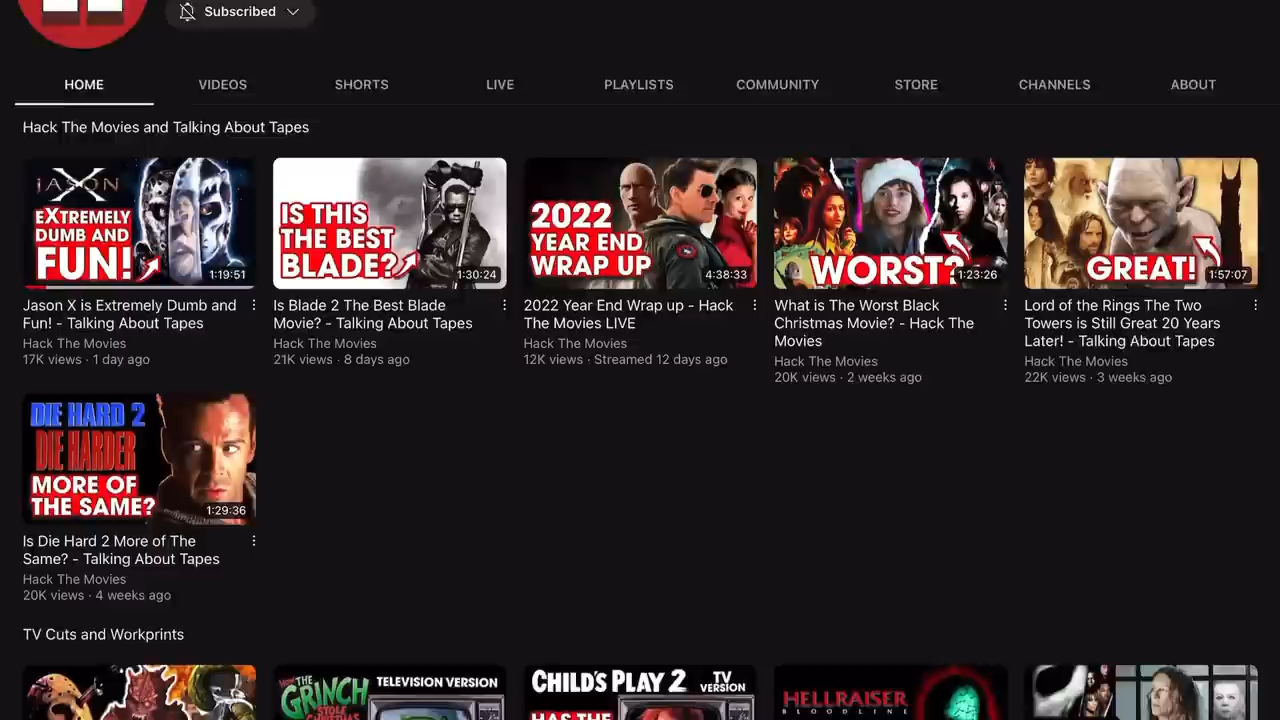 Subscribed
HOME
VIDEOS
SHORTS
LIVE
PLAYLISTS
COMMUNITY
STORE
CHANNELS
ABOUT
Hack The Movies and Talking About Tapes
JASON X
EXTREMELY
DUMB AND
FUN!
1:19:51
Jason X is Extremely Dumb and
Fun! - Talking About Tapes
Hack The Movies
17K views · 1 day ago
IS THIS
THE BEST
BLADE?
1:30:24
Is Blade 2 The Best Blade
Movie? - Talking About Tapes
Hack The Movies
21K views · 8 days ago
2022
YEAR END
WRAP UP
4:38:33
2022 Year End Wrap up - Hack
The Movies LIVE
Hack The Movies
12K views · Streamed 12 days ago
WORST?
1:23:26
What is The Worst Black
Christmas Movie? - Hack The
Movies
Hack The Movies
20K views · 2 weeks ago
GREAT!
1:57:07
Lord of the Rings The Two
Towers is Still Great 20 Years
Later! - Talking About Tapes
Hack The Movies
22K views · 3 weeks ago
DIE HARD 2
DIE HARDER
MORE OF
THE SAME?
1:29:36
Is Die Hard 2 More of The
Same? - Talking About Tapes
Hack The Movies
20K views · 4 weeks ago
TV Cuts and Workprints
HOW THE
GRINCH
STOLE
CHRISTMAS
TELEVISION VERSION
CHILD'S PLAY 2
TV
VERSION
HAS THE
HELLRAISER
BLOODLINE